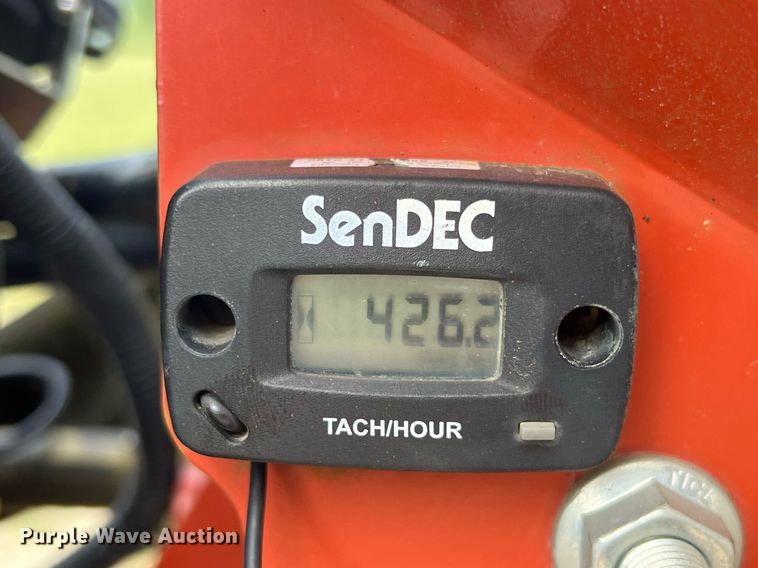 SenDEC
426.2
TACH/HOUR
Purple Wave Auction